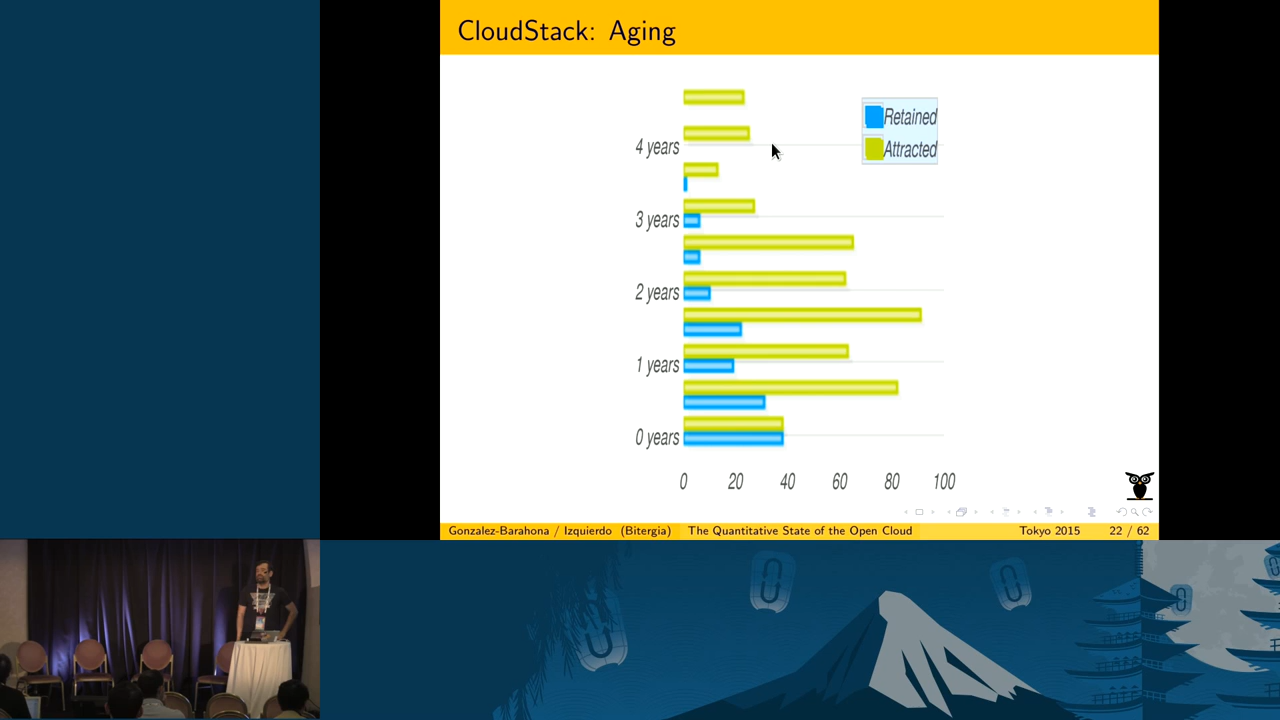 CloudStack: Aging
Retained
Attracted
4 years
3 years
2 years
1 years
0 years
0 20 40 60 80 100
Gonzalez-Barahona / Izquierdo (Bitergia) The Quantitative State of the Open Cloud Tokyo 2015 22 / 62